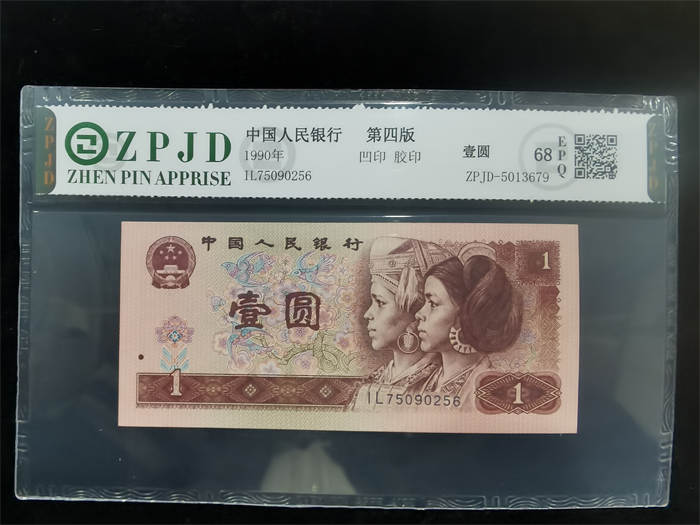 ZPJD
ZPJD
ZHEN PIN APPRISE
中国人民银行 第四版
1990年 凹印 胶印
IL75090256
壹圆
68
EPQ
ZPJD-5013679
ZPJD
中国人民银行
1
壹圆
1
IL75090256
1